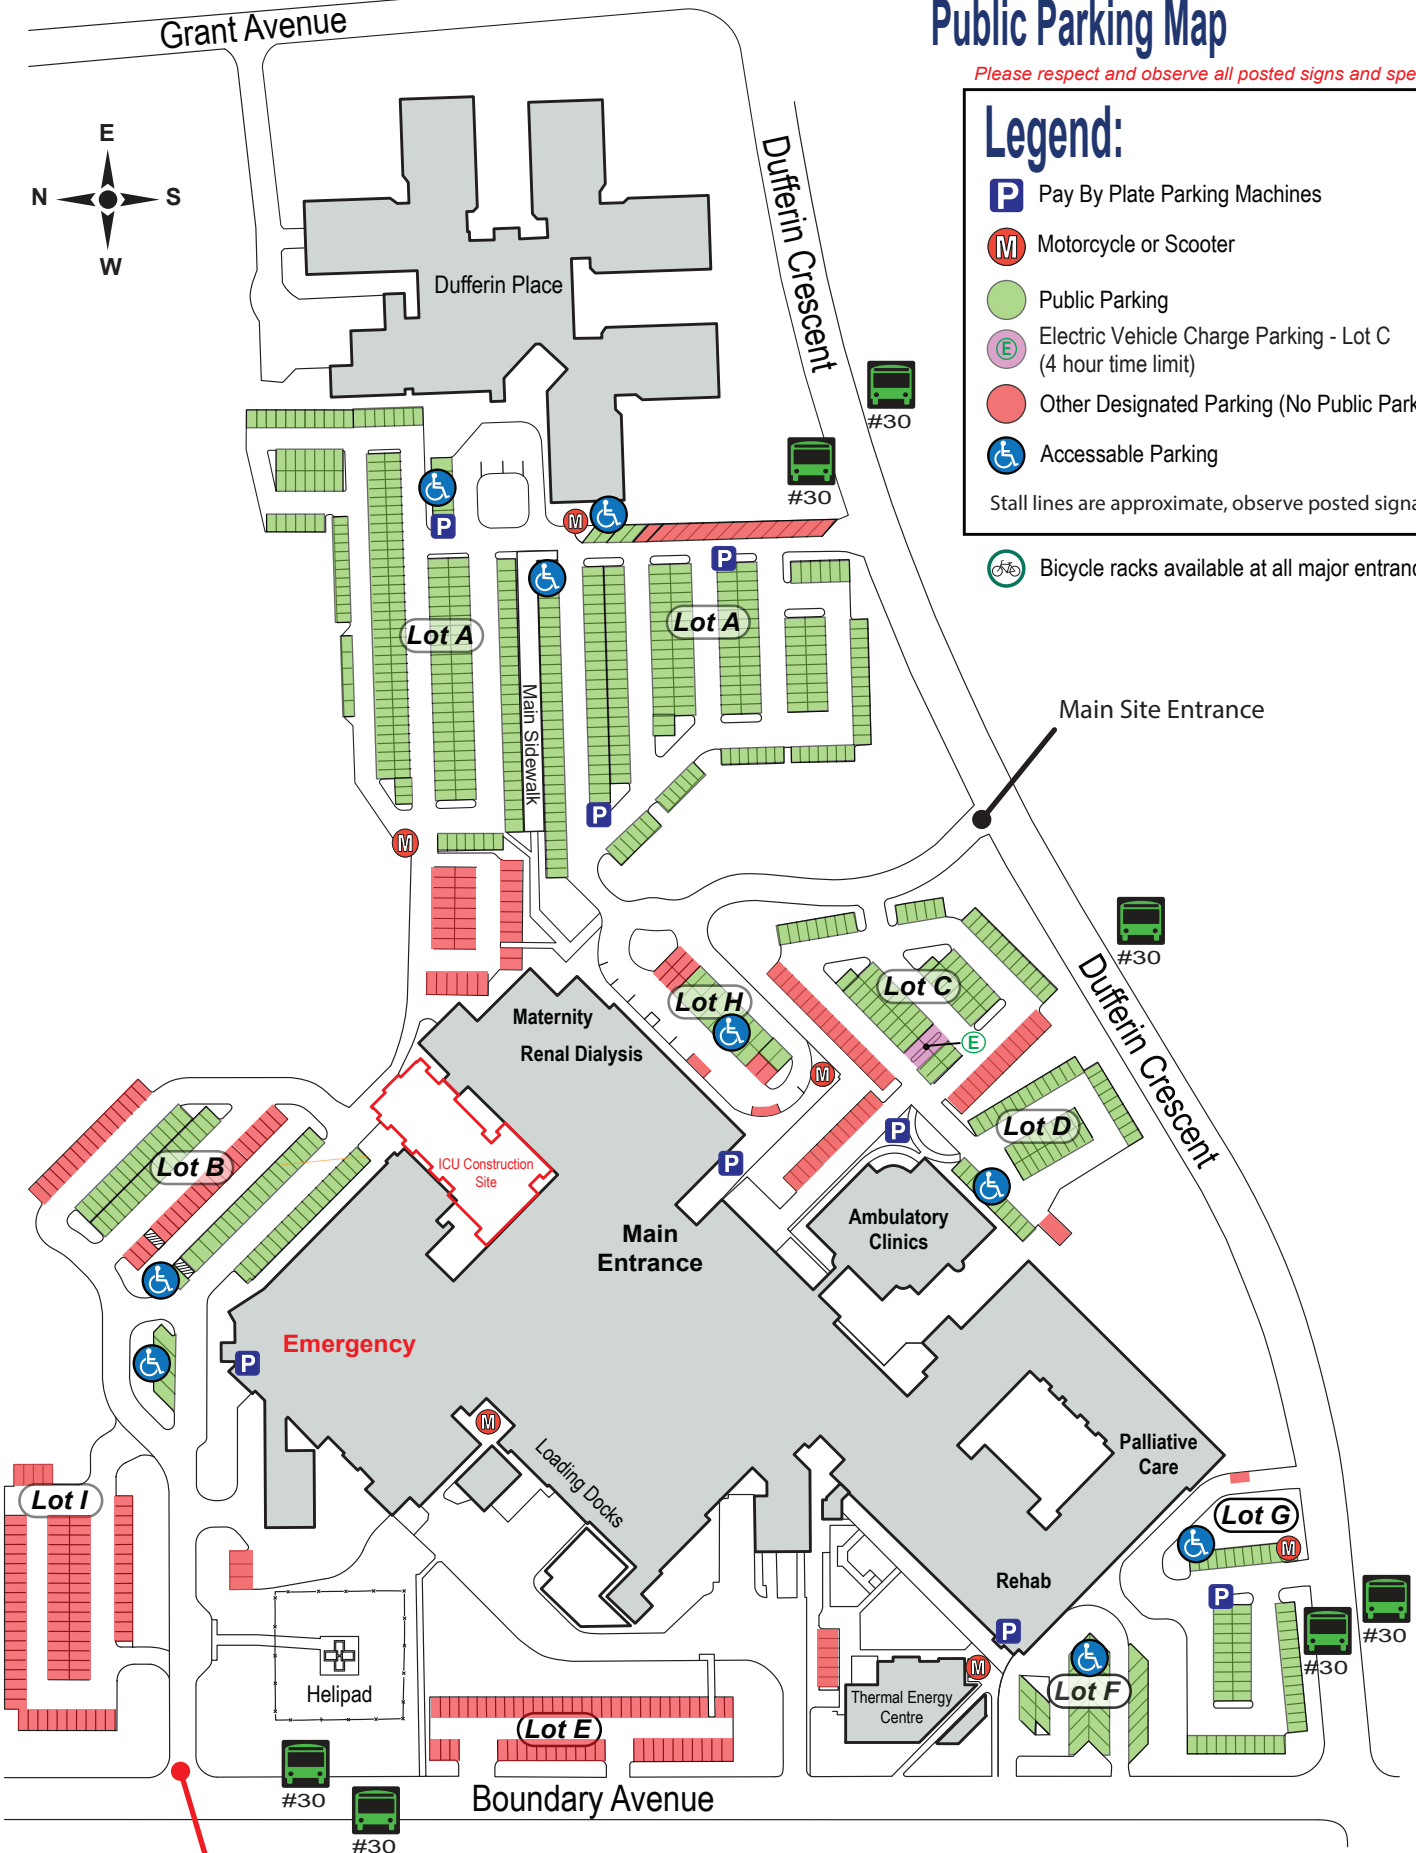 Grant Avenue
Public Parking Map
Please respect and observe all posted signs and spe
Legend:
P Pay By Plate Parking Machines
M Motorcycle or Scooter
Public Parking
E Electric Vehicle Charge Parking - Lot C
(4 hour time limit)
Other Designated Parking (No Public Park
Accessable Parking
Stall lines are approximate, observe posted signa
Bicycle racks available at all major entranc
E
N S
W
Dufferin Crescent
Dufferin Place
#30
#30
P
M
P
Lot A
Lot A
Main Sidewalk
Main Site Entrance
P
M
#30
Dufferin Crescent
Lot C
Lot H
Maternity
Renal Dialysis
E
M
Lot D
P
Lot B
ICU Construction
Site
P
Ambulatory
Clinics
Main
Entrance
Emergency
P
M
Loading Docks
Palliative
Care
Lot I
Lot G
M
Rehab
P
P
#30
#30
M
Lot F
Helipad
Thermal Energy
Centre
Lot E
#30
Boundary Avenue
#30